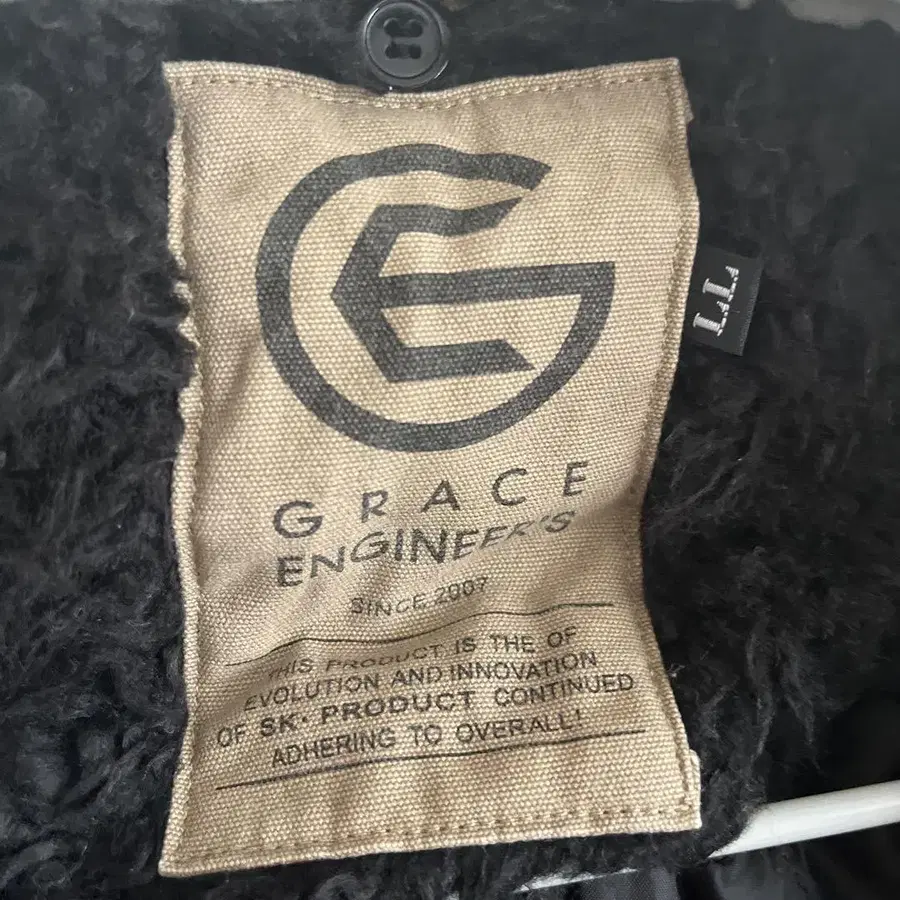 GRACE
ENGINEER'S
SINCE 2007
THIS PRODUCT IS THE OF
EVOLUTION AND INNOVATION
OF SK・PRODUCT CONTINUED
ADHERING TO OVERALL!
LL